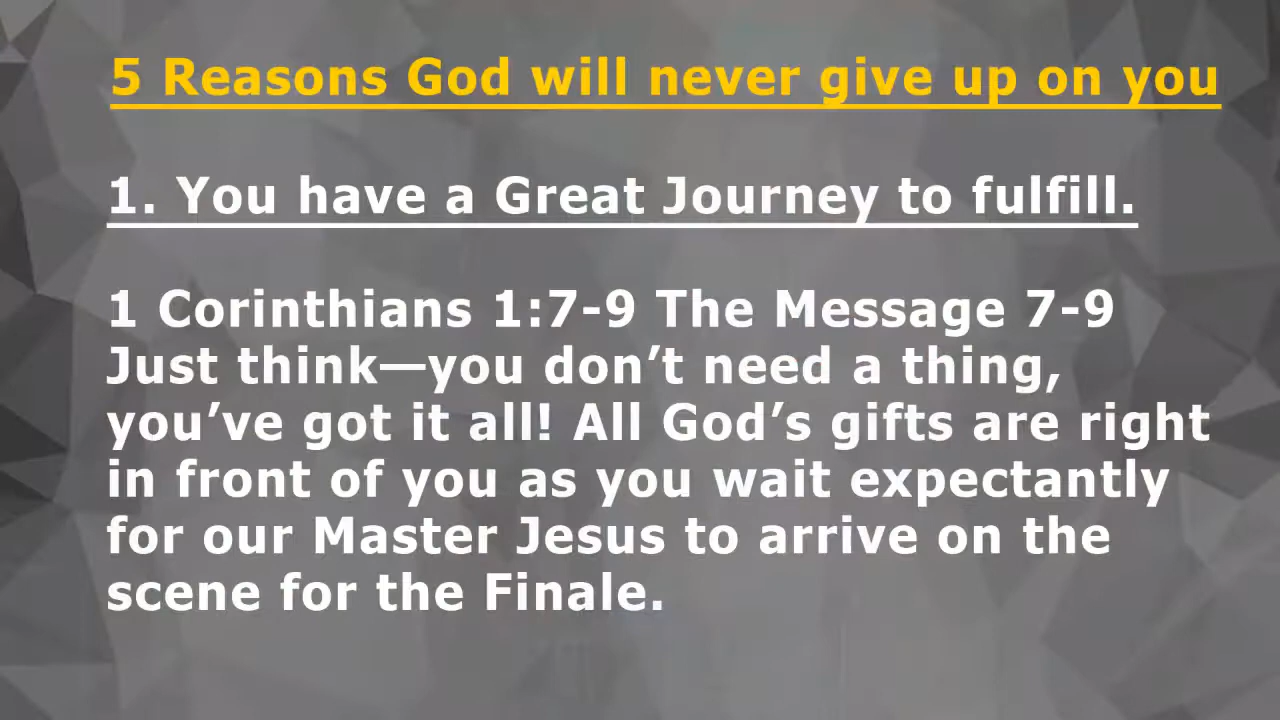 5 Reasons God will never give up on you
1. You have a Great Journey to fulfill.
1 Corinthians 1:7-9 The Message 7-9
Just think—you don’t need a thing,
you’ve got it all! All God’s gifts are right
in front of you as you wait expectantly
for our Master Jesus to arrive on the
scene for the Finale.